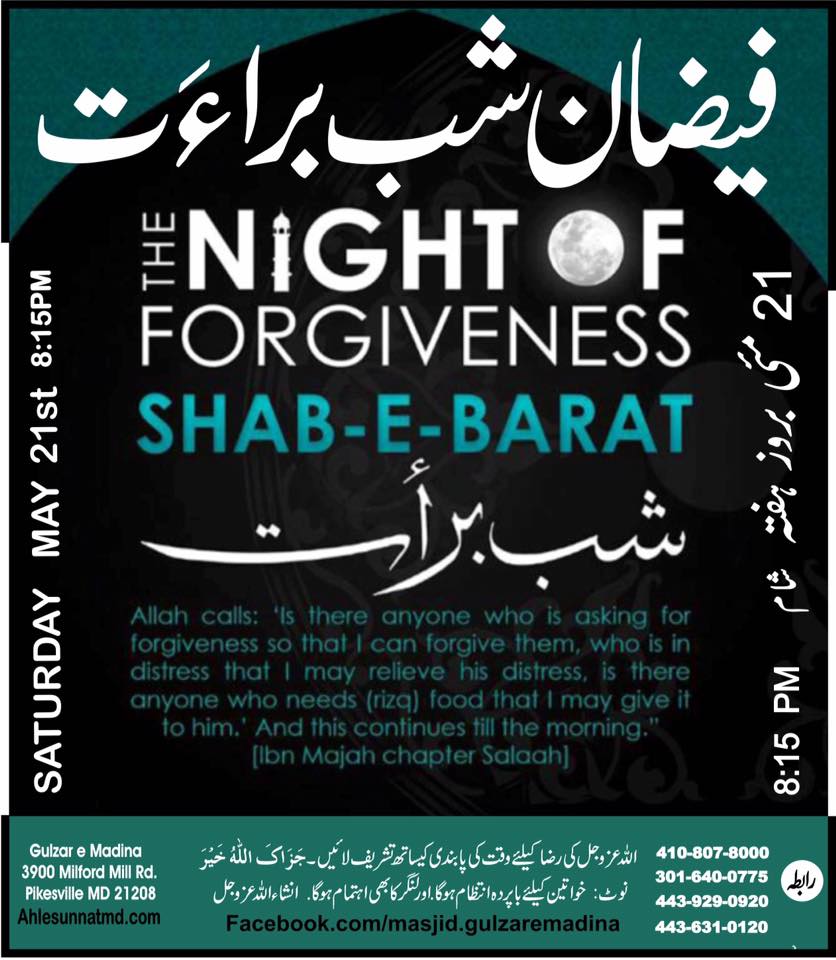 فیضان شب براءَت
THE NIGHT OF
FORGIVENESS
SHAB-E-BARAT
شب برأت
Allah calls: 'Is there anyone who is asking for
forgiveness so that I can forgive them, who is in
distress that I may relieve his distress, is there
anyone who needs (rizq) food that I may give it
to him.' And this continues till the morning."
[Ibn Majah chapter Salaah]
SATURDAY MAY 21st 8:15PM
21 مئی بروز ہفتہ شام 8:15 PM
Gulzar e Madina
3900 Milford Mill Rd.
Pikesville MD 21208
Ahlesunnatmd.com
اللہ عزوجل کی رضا کیلئے وقت کی پابندی کیساتھ تشریف لائیں۔ جَزَاکَ اللہُ خَیْرَ
نوٹ: خواتین کیلئے باپردہ انتظام ہوگا۔اورلنگر کا بھی اہتمام ہوگا۔ انشاءاللہ عزوجل
Facebook.com/masjid.gulzaremadina
رابطہ
410-807-8000
301-640-0775
443-929-0920
443-631-0120